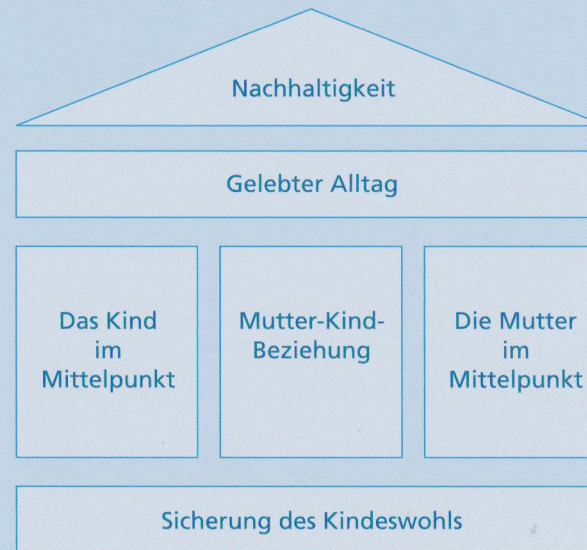 Nachhaltigkeit
Gelebter Alltag
Das Kind
im
Mittelpunkt
Mutter-Kind-
Beziehung
Die Mutter
im
Mittelpunkt
Sicherung des Kindeswohls